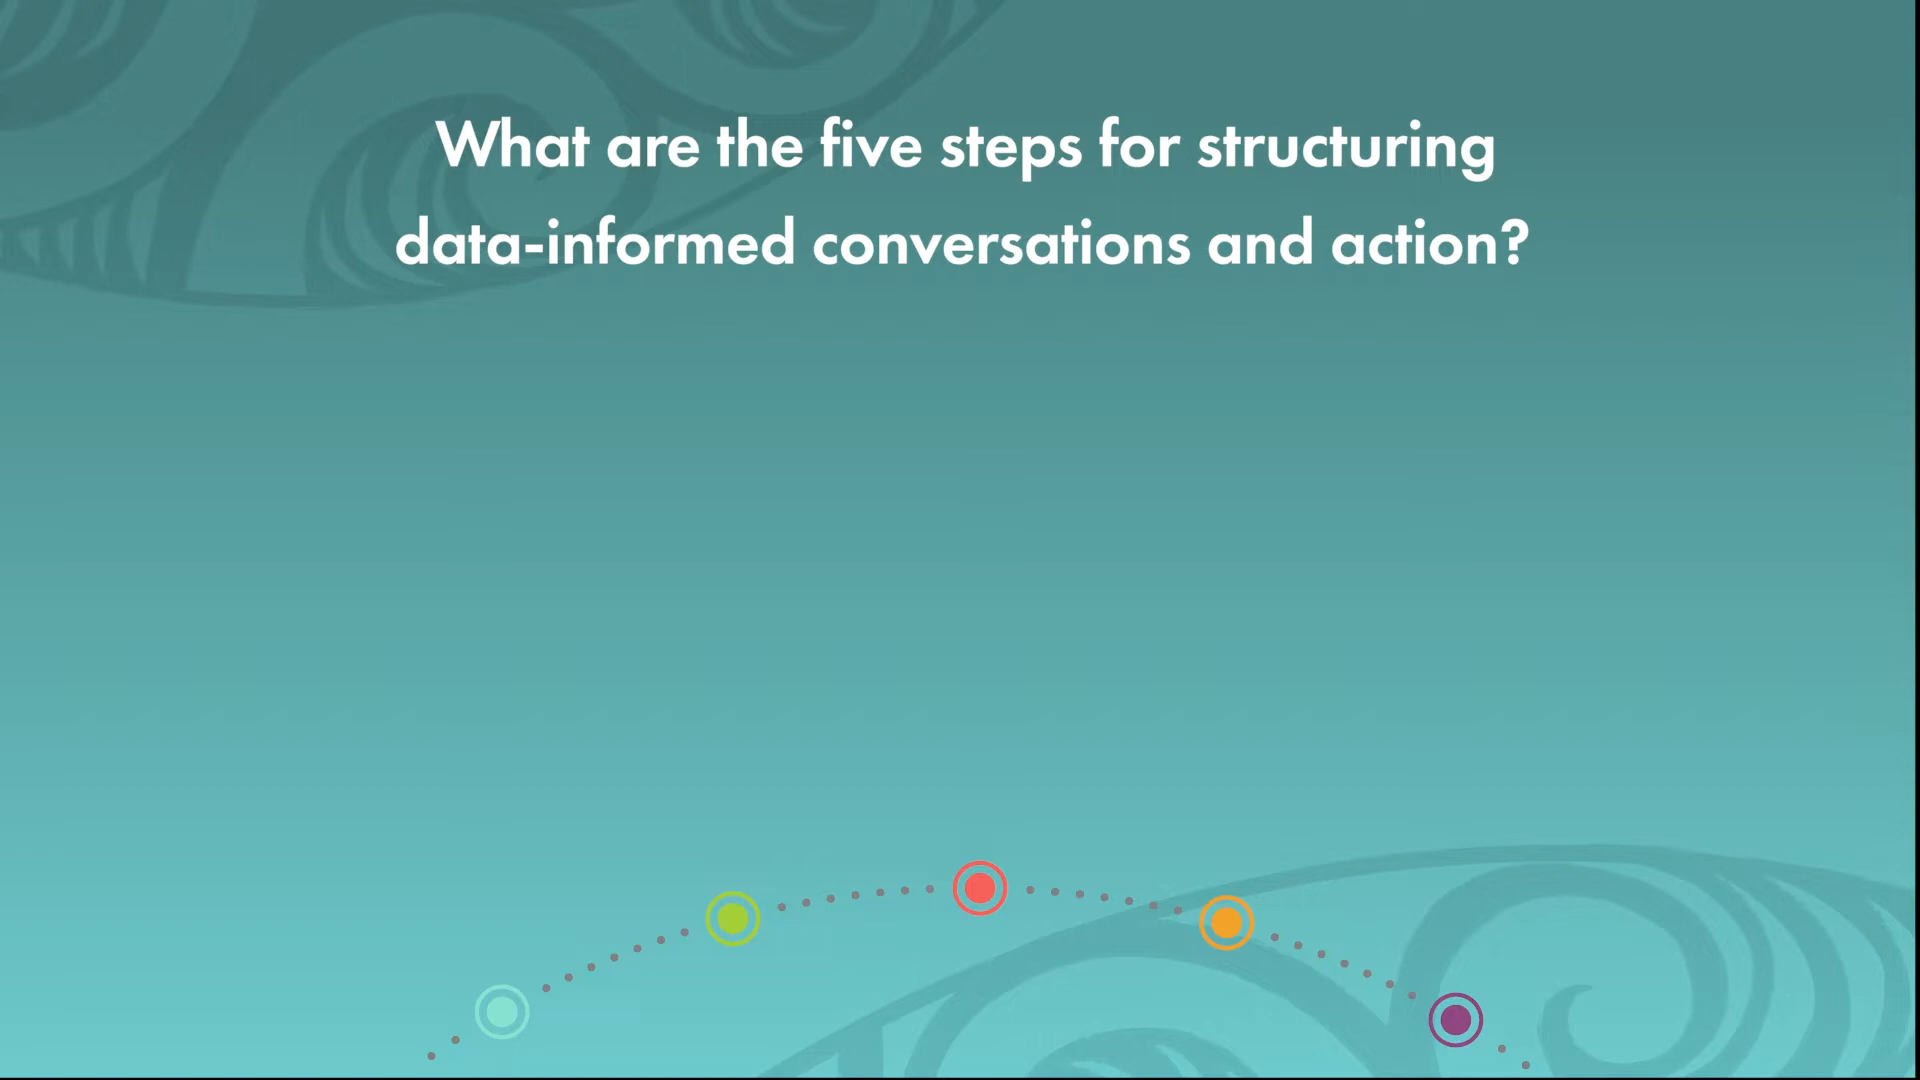 What are the five steps for structuring
data-informed conversations and action?